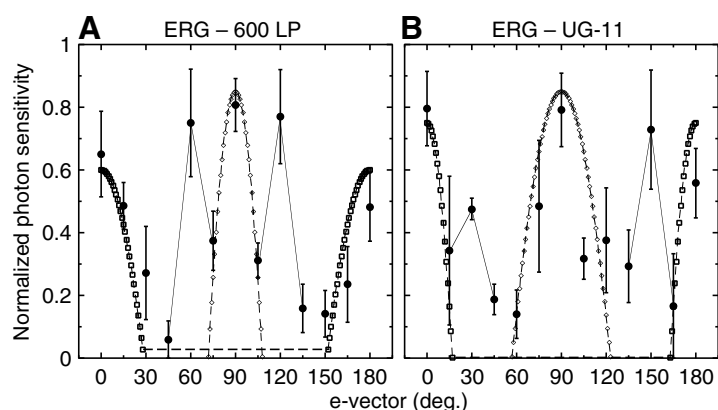 A ERG – 600 LP
B ERG – UG-11
Normalized photon sensitivity
1
0.8
0.6
0.4
0.2
0
0 30 60 90 120 150 180
0 30 60 90 120 150 180
e-vector (deg.)